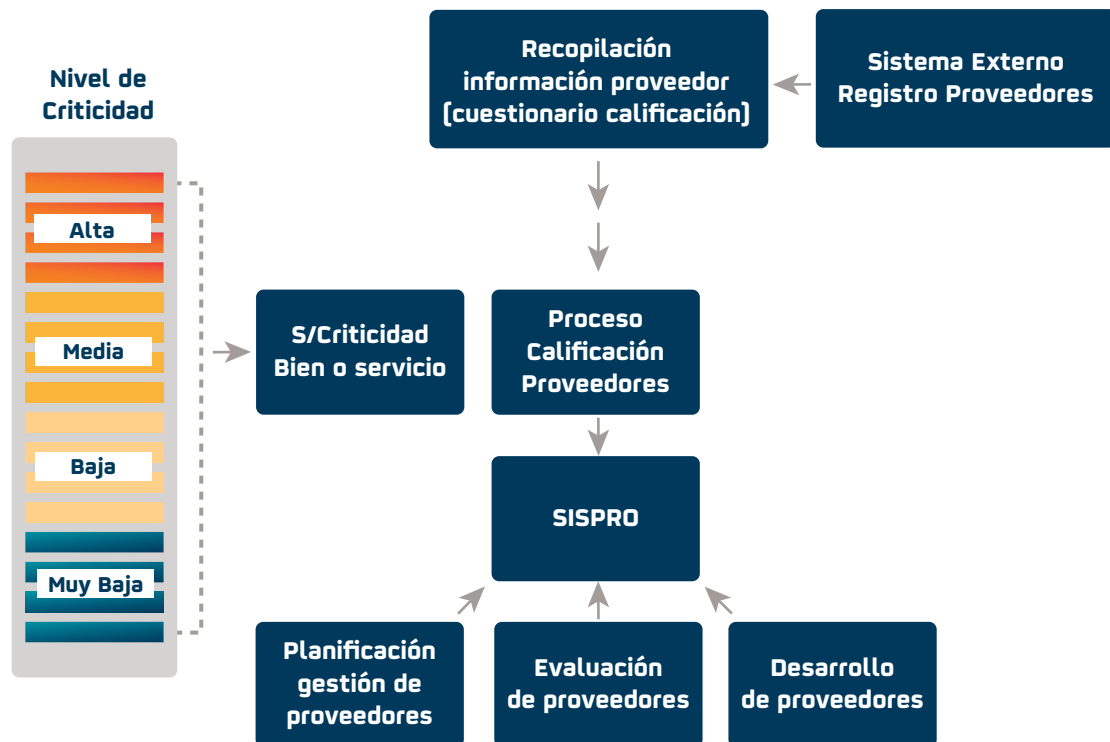 Nivel de
Criticidad
Alta
Media
Baja
Muy Baja
Recopilación
información proveedor
(cuestionario calificación)
Sistema Externo
Registro Proveedores
S/Criticidad
Bien o servicio
Proceso
Calificación
Proveedores
SISPRO
Planificación
gestión de
proveedores
Evaluación
de proveedores
Desarrollo
de proveedores